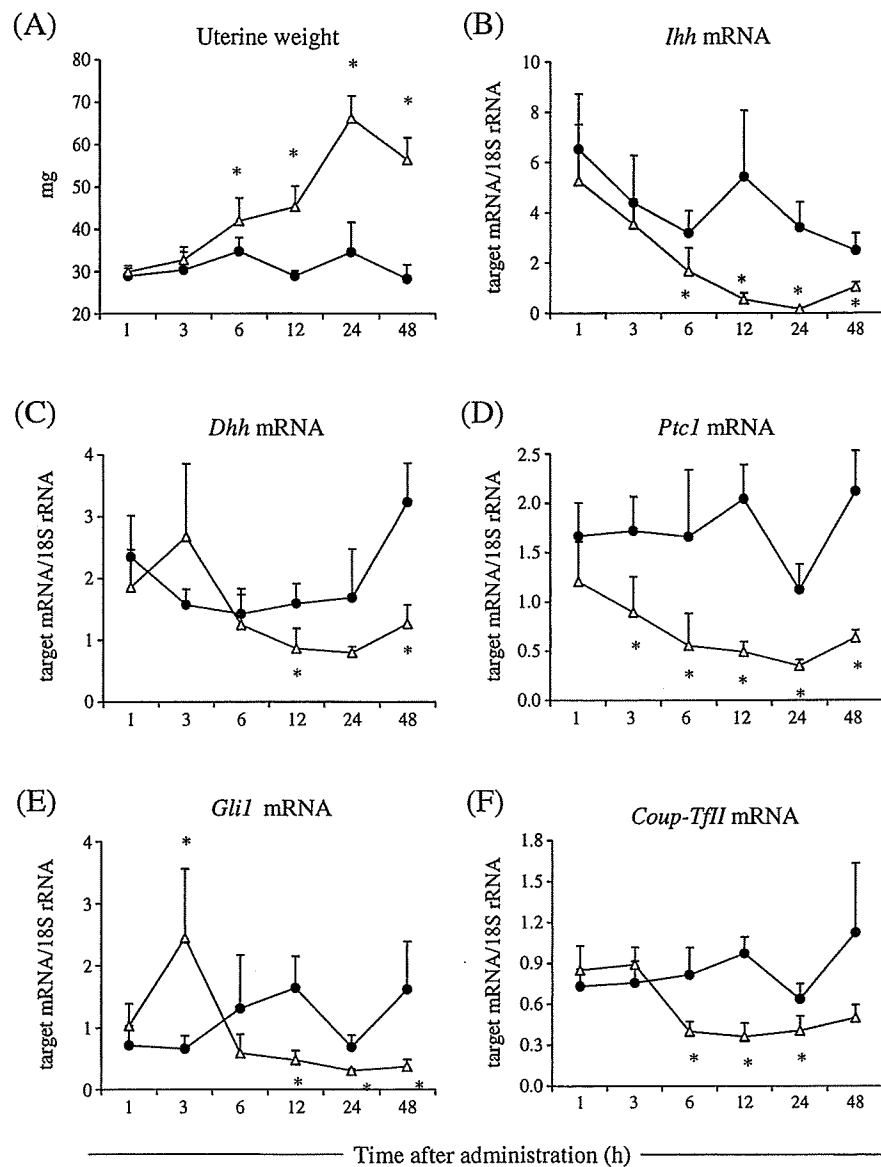 (A)
Uterine weight
mg
80
70
60
50
40
30
20
* * * *
1 3 6 12 24 48
(B)
Ihh mRNA
target mRNA/18S rRNA
10
8
6
4
2
0
* * * *
1 3 6 12 24 48
(C)
Dhh mRNA
target mRNA/18S rRNA
4
3
2
1
0
* *
1 3 6 12 24 48
(D)
Ptc1 mRNA
target mRNA/18S rRNA
2.5
2.0
1.5
1.0
0.5
0.0
* * * * *
1 3 6 12 24 48
(E)
Gli1 mRNA
target mRNA/18S rRNA
4
3
2
1
0
* * * *
1 3 6 12 24 48
(F)
Coup-TfII mRNA
target mRNA/18S rRNA
1.8
1.5
1.2
0.9
0.6
0.3
0.0
* * *
1 3 6 12 24 48
Time after administration (h)